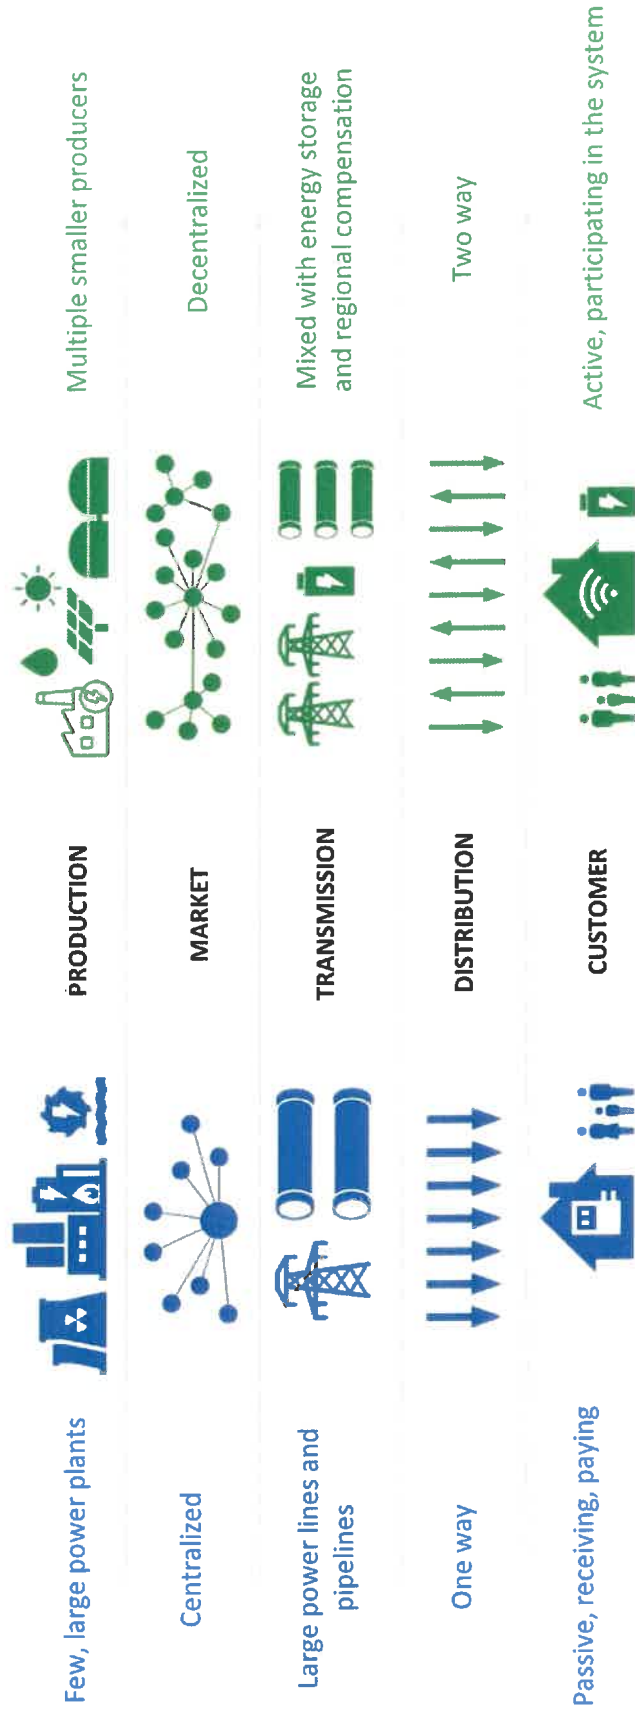 Few, large power plants
PRODUCTION
Multiple smaller producers
Centralized
MARKET
Decentralized
Large power lines and
pipelines
TRANSMISSION
Mixed with energy storage
and regional compensation
One way
DISTRIBUTION
Two way
Passive, receiving, paying
CUSTOMER
Active, participating in the system